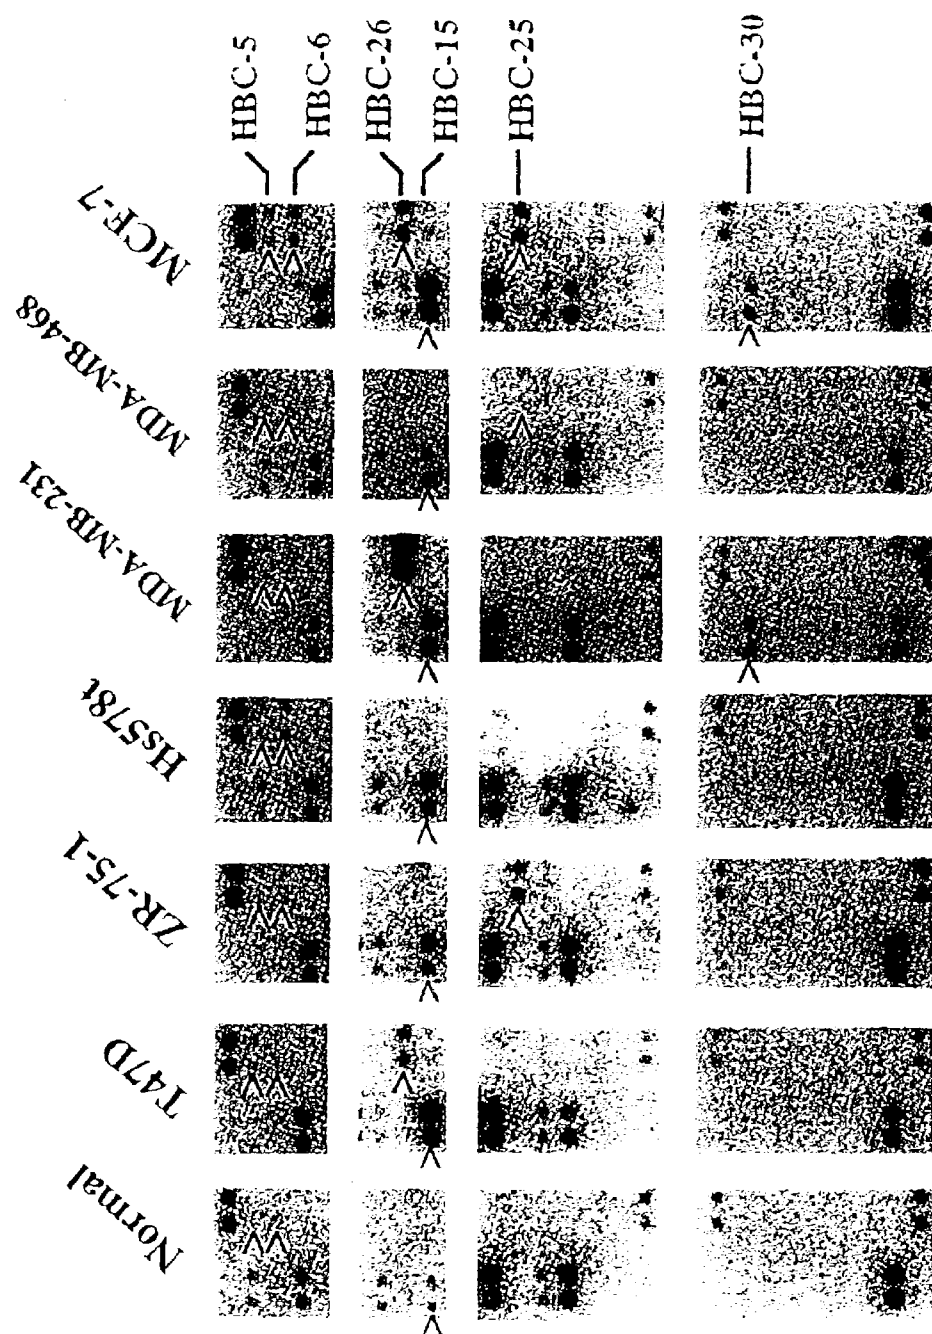 HBC-5
HBC-6
HBC-26
HBC-15
HBC-25
HBC-30
MCF-7
MDA-MB-468
MDA-MB-231
Hs578t
ZR-75-1
T47D
Normal